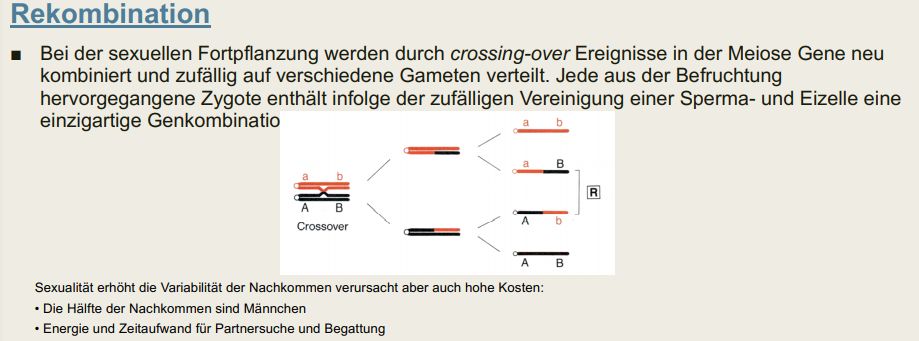 Rekombination
■ Bei der sexuellen Fortpflanzung werden durch crossing-over Ereignisse in der Meiose Gene neu
kombiniert und zufällig auf verschiedene Gameten verteilt. Jede aus der Befruchtung
hervorgegangene Zygote enthält infolge der zufälligen Vereinigung einer Sperma- und Eizelle eine
einzigartige Genkombinatio
a b
a b
A B
Crossover
a B
R
A b
A B
Sexualität erhöht die Variabilität der Nachkommen verursacht aber auch hohe Kosten:
• Die Hälfte der Nachkommen sind Männchen
• Energie und Zeitaufwand für Partnersuche und Begattung